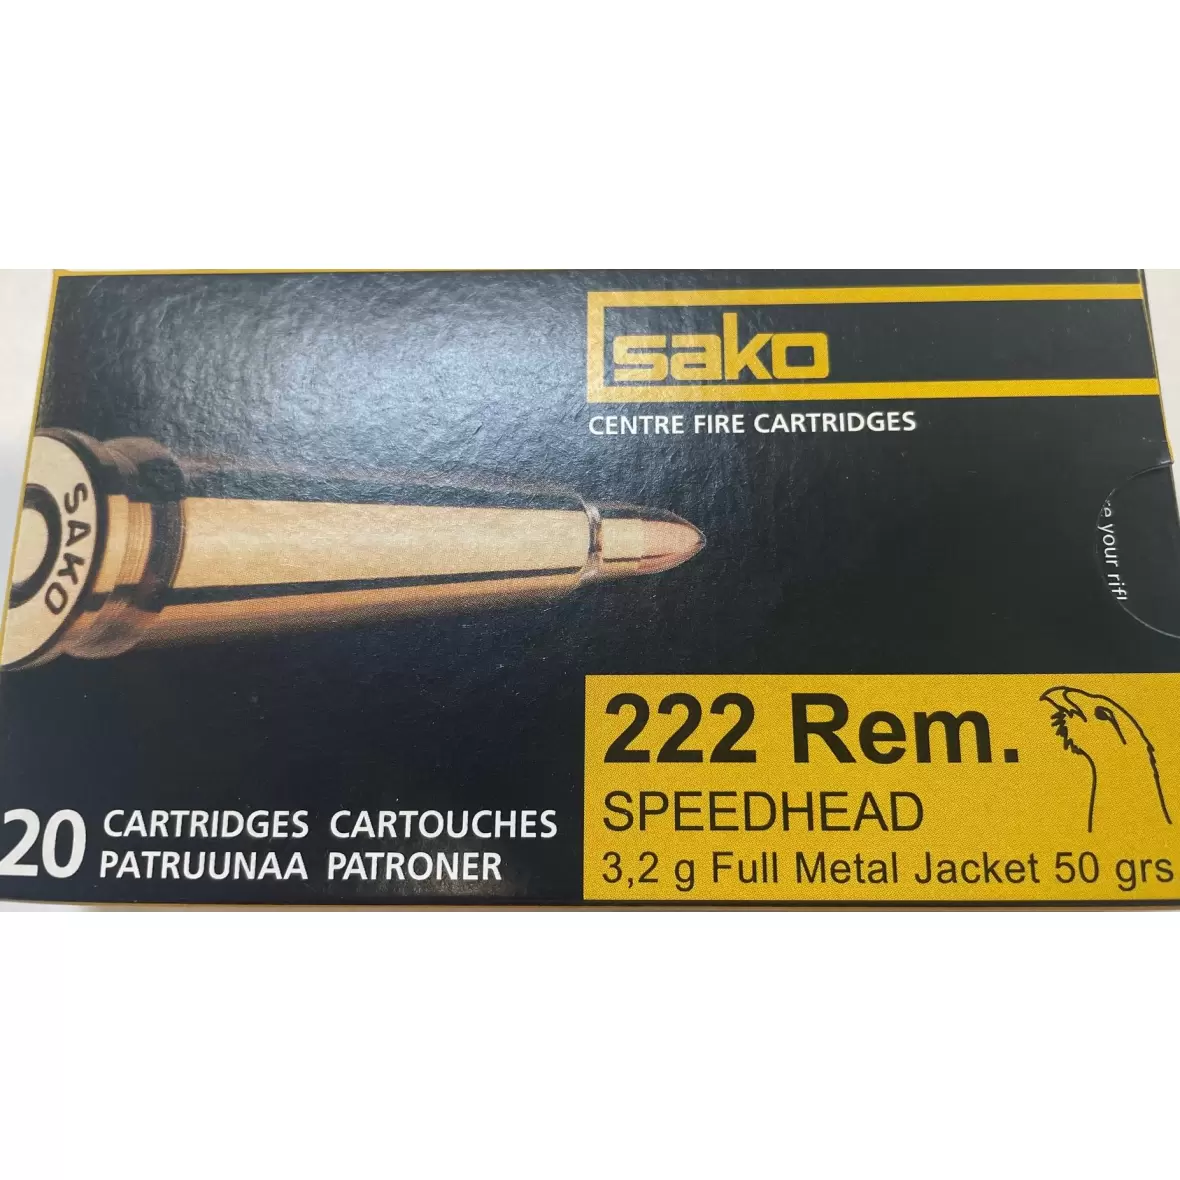 sako
CENTRE FIRE CARTRIDGES
SAKO
your
222 Rem.
SPEEDHEAD
3,2 g Full Metal Jacket 50 grs
20 CARTRIDGES CARTOUCHES
PATRUUNAA PATRONER